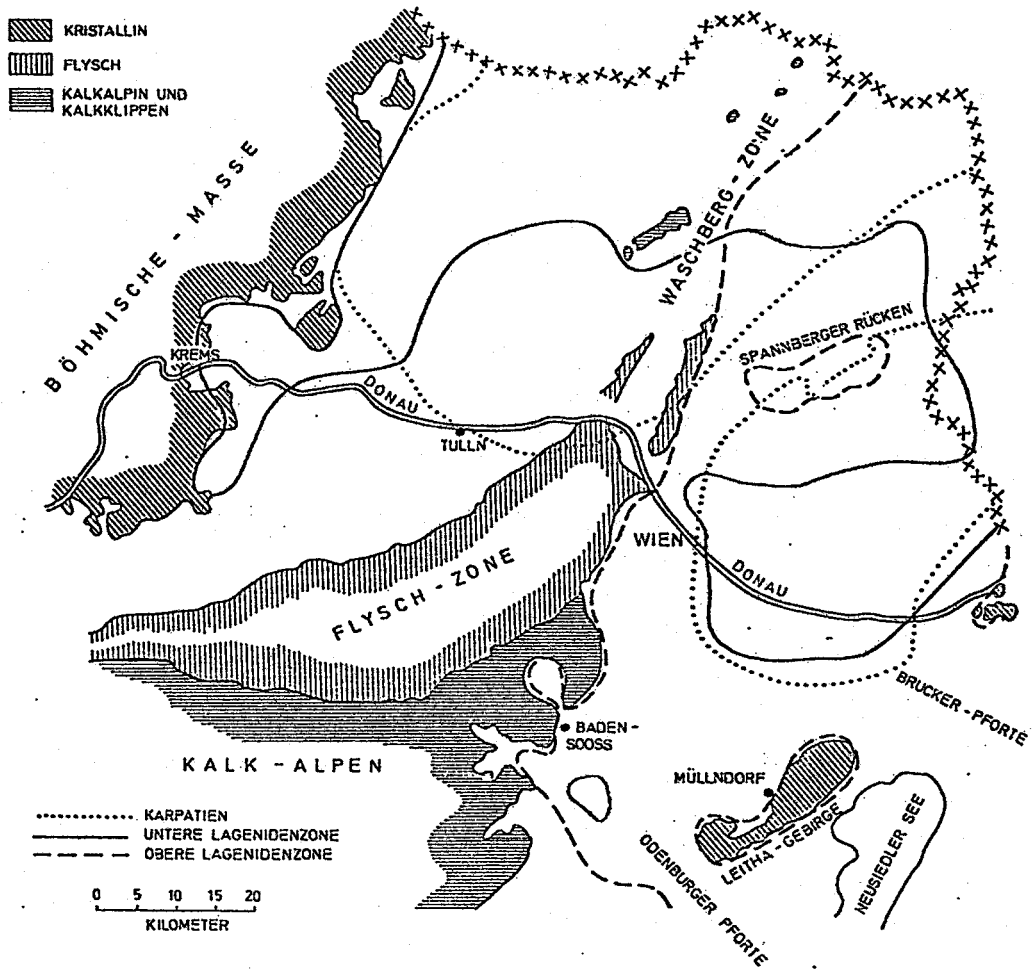 KRISTALLIN
FLYSCH
KALKALPIN UND
KALKKLIPPEN
BÖHMISCHE - MASSE
WASCHBERG - ZONE
SPANNBERGER RÜCKEN
KREMS
DONAU
TULLN
WIEN
DONAU
FLYSCH - ZONE
BRUCKER - PFORTE
BADEN -
SOOSS
KALK - ALPEN
MÜLLNDORF
LEITHA - GEBIRGE
NEUSIEDLER SEE
ODENBURGER PFORTE
KARPATIEN
UNTERE LAGENIDENZONE
OBERE LAGENIDENZONE
0 5 10 15 20
KILOMETER